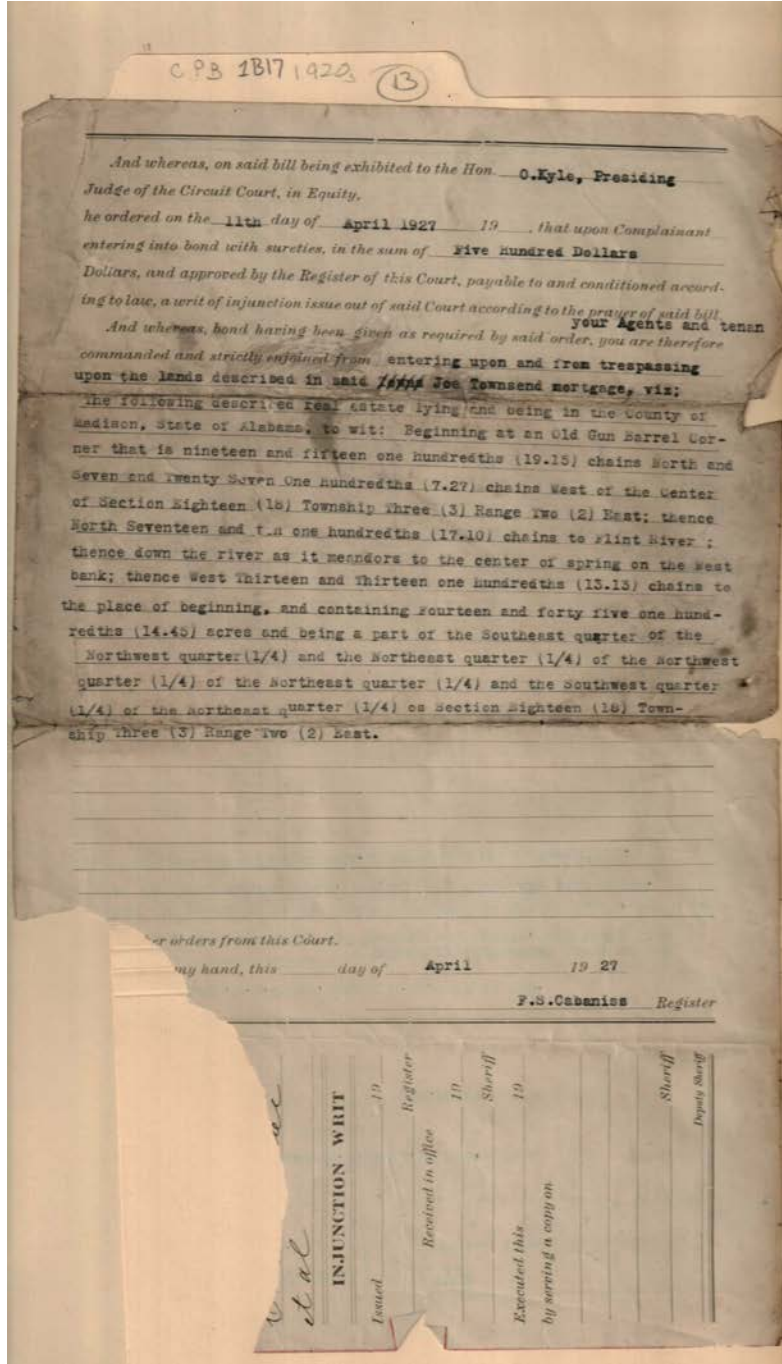 CPB 1B17 1920s 13
And whereas, on said bill being exhibited to the Hon. O.Kyle, Presiding
Judge of the Circuit Court, in Equity,
he ordered on the 11th day of April 1927 19 , that upon Complainant
entering into bond with sureties, in the sum of Five Hundred Dollars
Dollars, and approved by the Register of this Court, payable to and conditioned accord-
ing to law, a writ of injunction issue out of said Court according to the prayer of said bill.
your Agents and tenan
And whereas, bond having been given as required by said order, you are therefore
commanded and strictly enjoined from entering upon and from trespassing
upon the lands described in said Joe Townsend mortgage, viz;
The following described real estate lying and being in the County of
Madison, State of Alabama, to wit: Beginning at an Old Gun Barrel Cor-
ner that is nineteen and fifteen one hundredths (19.15) chains North and
Seven and Twenty Seven One hundredths (7.27) chains West of the Center
of Section Eighteen (18) Township Three (3) Range Two (2) East; thence
North Seventeen and ten one hundredths (17.10) chains to Flint River ;
thence down the river as it meandors to the center of spring on the West
bank; thence West Thirteen and Thirteen one hundredths (13.13) chains to
the place of beginning, and containing Fourteen and forty five one hund-
redths (14.45) acres and being a part of the Southeast quarter of the
Northwest quarter(1/4) and the Northeast quarter (1/4) of the Northwest
quarter (1/4) of the Northeast quarter (1/4) and the Southwest quarter
(1/4) of the Northeast quarter (1/4) os Section Eighteen (18) Town-
ship Three (3) Range Two (2) East.
er orders from this Court.
my hand, this day of April 19 27
F.S.Cabaniss Register
et al
INJUNCTION WRIT
Issued 19
Register
Received in office
19
Sheriff
Executed this 19
by serving a copy on
Sheriff
Deputy Sheriff